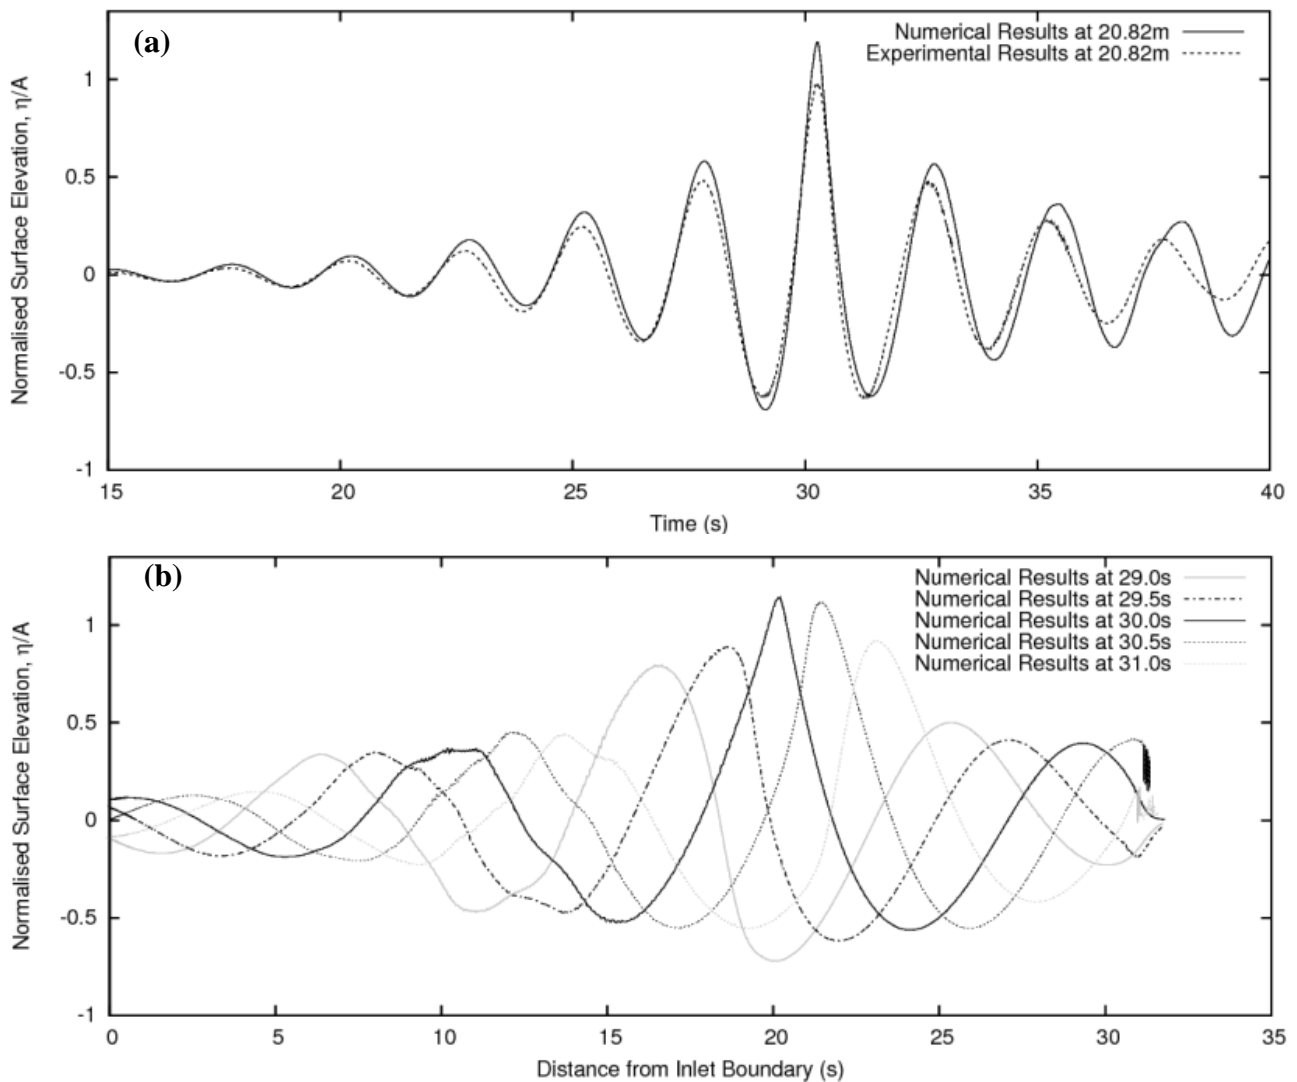 (a)
Numerical Results at 20.82m
Experimental Results at 20.82m
Normalised Surface Elevation, η/A
1
0.5
0
-0.5
-1
15 20 25 30 35 40
Time (s)
(b)
Numerical Results at 29.0s
Numerical Results at 29.5s
Numerical Results at 30.0s
Numerical Results at 30.5s
Numerical Results at 31.0s
Normalised Surface Elevation, η/A
1
0.5
0
-0.5
-1
0 5 10 15 20 25 30 35
Distance from Inlet Boundary (s)